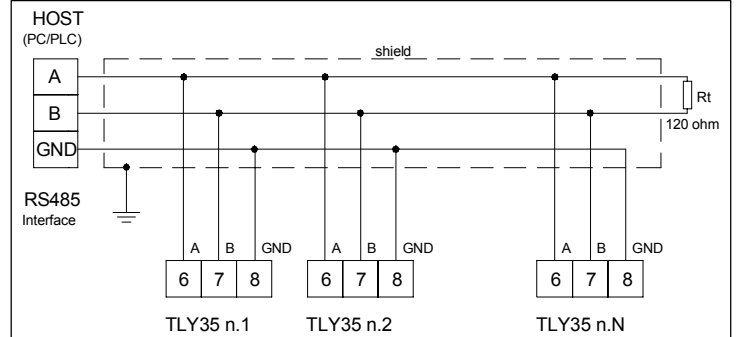 HOST
(PC/PLC)
shield
A
B
GND
Rt
120 ohm
RS485
Interface
A B GND A B GND A B GND
6 7 8 6 7 8 6 7 8
TLY35 n.1 TLY35 n.2 TLY35 n.N